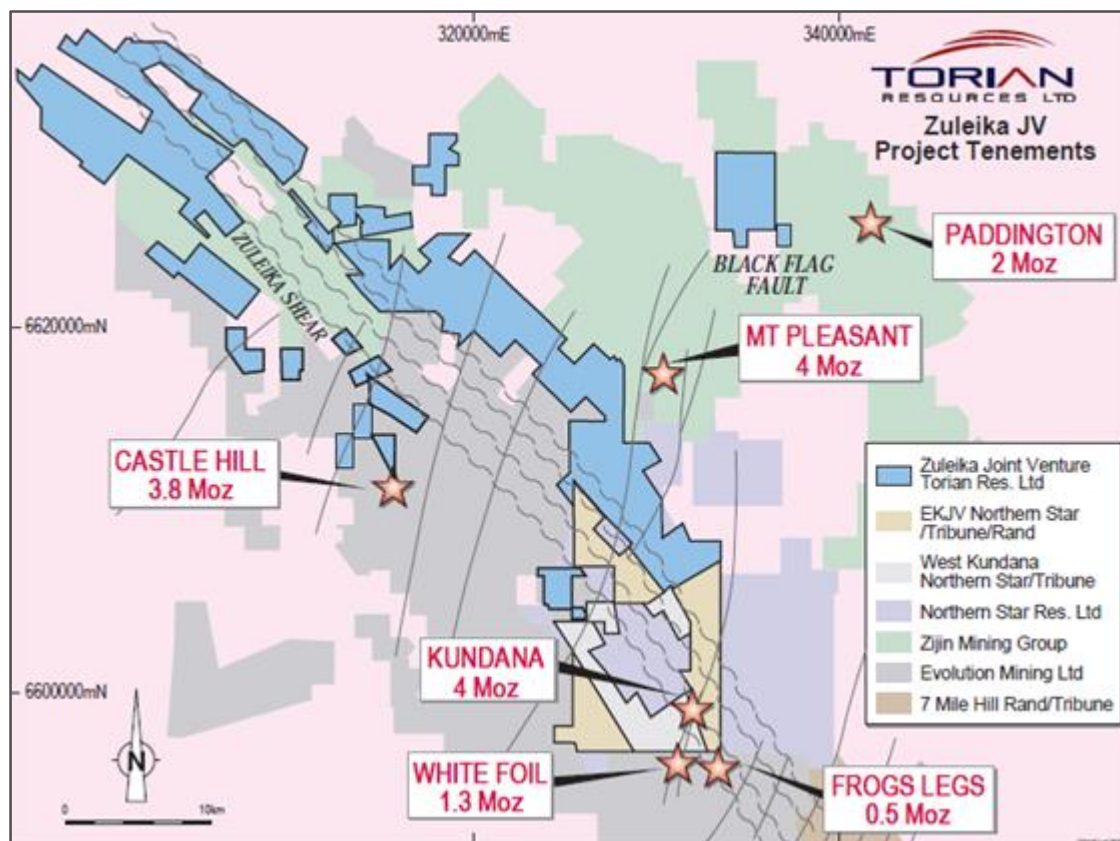 320000mE
340000mE
TORIAN
RESOURCES LTD
Zuleika JV
Project Tenements
PADDINGTON
2 Moz
BLACK FLAG
FAULT
ZULEIKA SHEAR
6620000mN
MT PLEASANT
4 Moz
CASTLE HILL
3.8 Moz
Zuleika Joint Venture
Torian Res. Ltd
EKJV Northern Star
/Tribune/Rand
West Kundana
Northern Star/Tribune
Northern Star Res. Ltd
Zijin Mining Group
Evolution Mining Ltd
7 Mile Hill Rand/Tribune
KUNDANA
4 Moz
6600000mN
WHITE FOIL
1.3 Moz
FROGS LEGS
0.5 Moz
N
0
10km